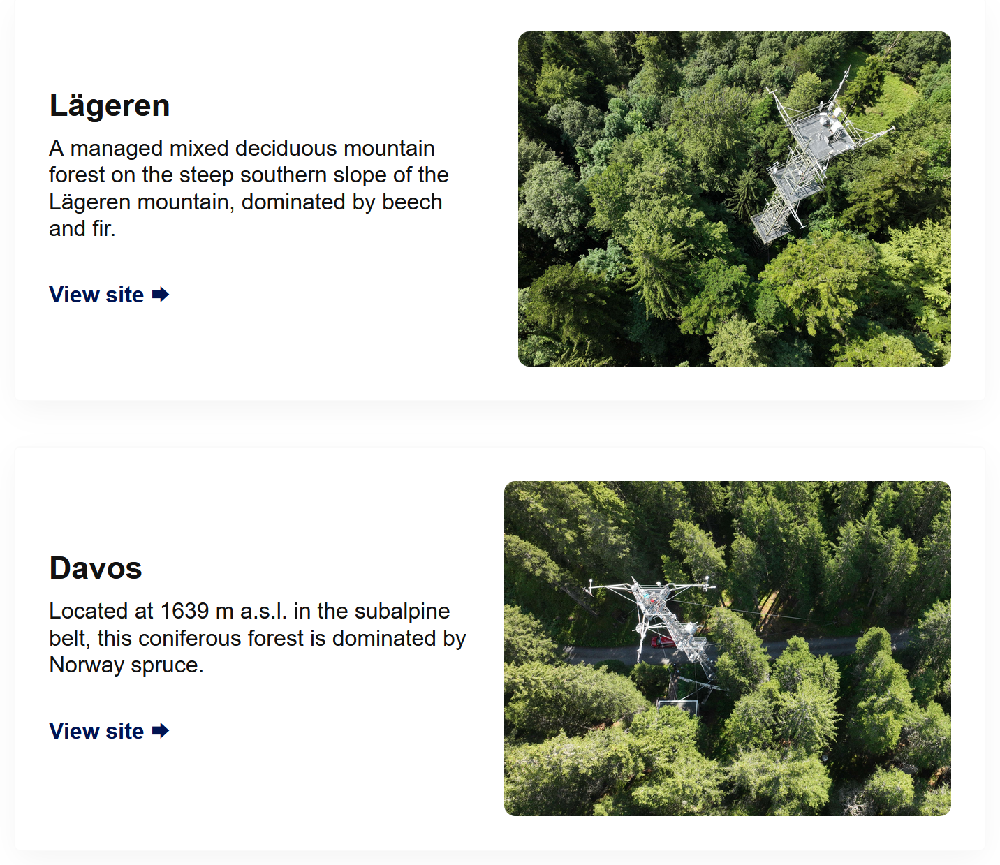 Lägeren
A managed mixed deciduous mountain
forest on the steep southern slope of the
Lägeren mountain, dominated by beech
and fir.
View site 🡆
Davos
Located at 1639 m a.s.l. in the subalpine
belt, this coniferous forest is dominated by
Norway spruce.
View site 🡆